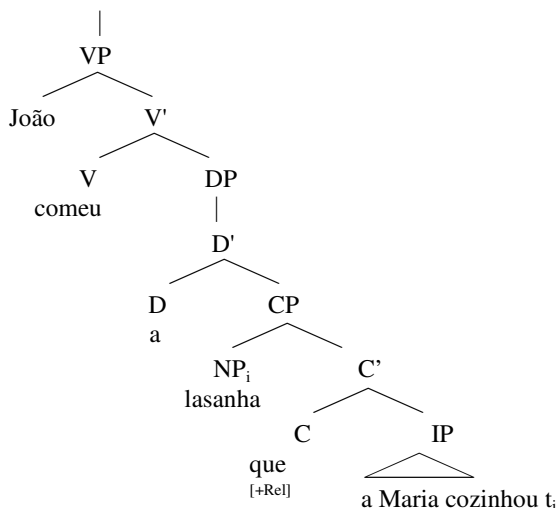 VP
João V'
V DP
comeu
D'
D CP
a
NPi C’
lasanha
C IP
que
[+Rel]
a Maria cozinhou ti